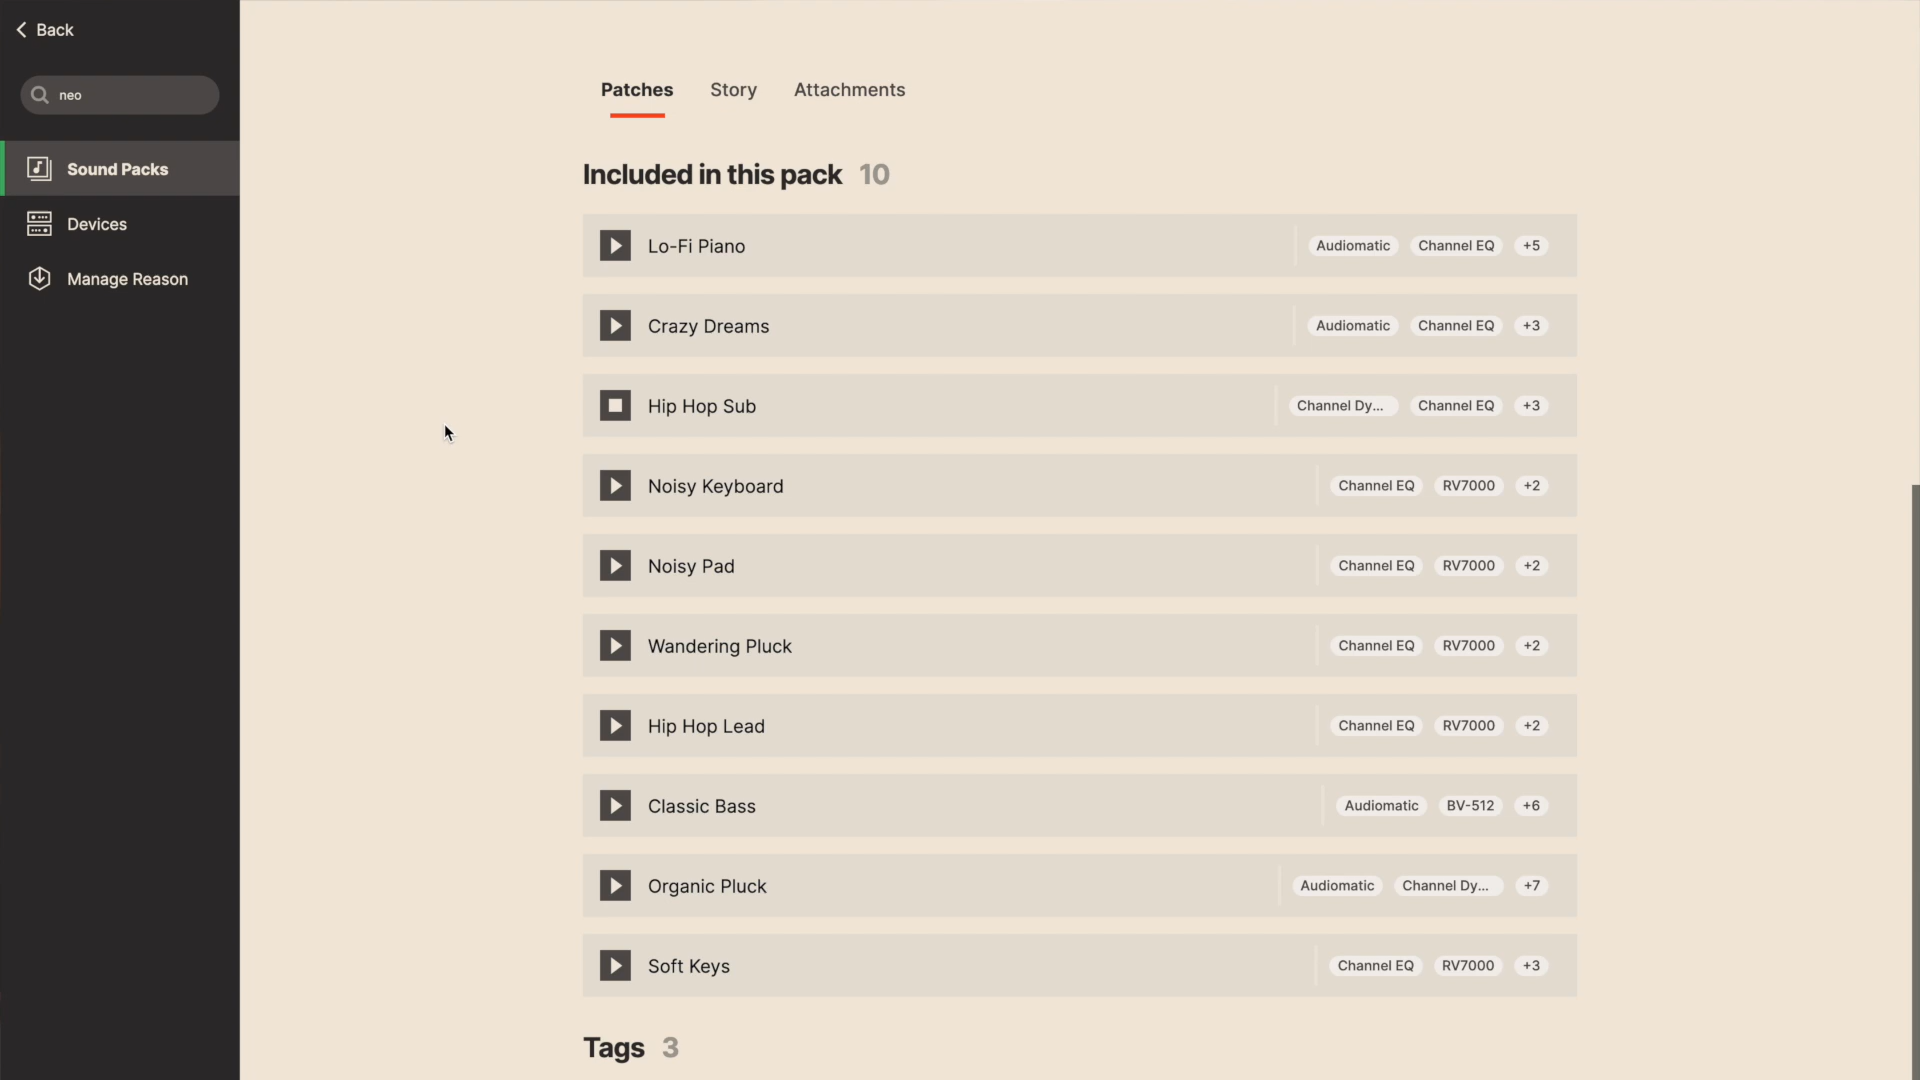 Back
neo
Sound Packs
Devices
Manage Reason
Patches Story Attachments
Included in this pack 10
Lo-Fi Piano Audiomatic Channel EQ +5
Crazy Dreams Audiomatic Channel EQ +3
Hip Hop Sub Channel Dy... Channel EQ +3
Noisy Keyboard Channel EQ RV7000 +2
Noisy Pad Channel EQ RV7000 +2
Wandering Pluck Channel EQ RV7000 +2
Hip Hop Lead Channel EQ RV7000 +2
Classic Bass Audiomatic BV-512 +6
Organic Pluck Audiomatic Channel Dy... +7
Soft Keys Channel EQ RV7000 +3
Tags 3